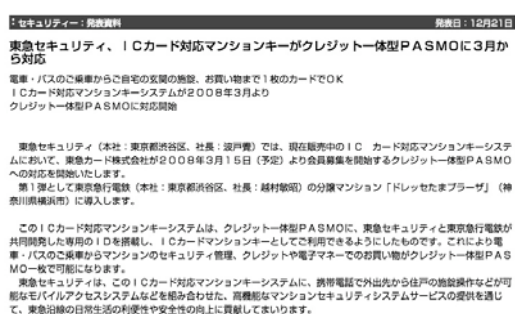 ：セキュリティー：発表資料 発表日：12月21日
東急セキュリティ、ＩＣカード対応マンションキーがクレジット一体型ＰＡＳＭＯに３月か
ら対応
電車・バスのご乗車からご自宅の玄関の施錠、お買い物まで１枚のカードでＯＫ
ＩＣカード対応マンションキーシステムが２００８年３月より
クレジット一体型ＰＡＳＭＯに対応開始
東急セキュリティ（本社：東京都渋谷区、社長：波戸賢）では、現在販売中のＩＣ カード対応マンションキーシステ
ムにおいて、東急カード株式会社が２００８年３月１５日（予定）より会員募集を開始するクレジット一体型ＰＡＳＭＯ
への対応を開始いたします。
第１弾として東京急行電鉄（本社：東京都渋谷区、社長：越村敏昭）の分譲マンション「ドレッセたまプラーザ」（神
奈川県横浜市）に導入します。
このＩＣカード対応マンションキーシステムは、クレジット一体型ＰＡＳＭＯに、東急セキュリティと東京急行電鉄が
共同開発した専用のＩＤを搭載し、ＩＣカードマンションキーとしてご利用できるようにしたものです。これにより電
車・バスのご乗車からマンションのセキュリティ管理、クレジットや電子マネーでのお買い物がクレジット一体型ＰＡＳ
ＭＯ一枚で可能になります。
東急セキュリティは、このＩＣカード対応マンションキーシステムに、携帯電話で外出先から住戸の施錠操作などが可
能なモバイルアクセスシステムなどを組み合わせた、高機能なマンションセキュリティシステムサービスの提供を通じ
て、東急沿線の日常生活の利便性や安全性の向上に貢献してまいります。